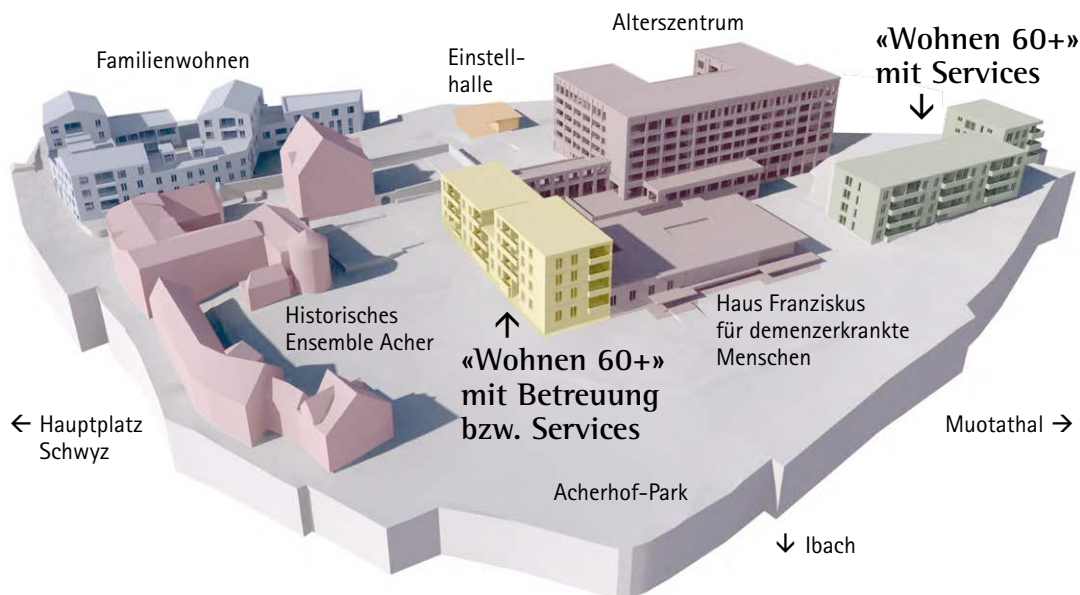 Alterszentrum
«Wohnen 60+»
mit Services
Familienwohnen
Einstell-
halle
Historisches
Ensemble Acher
Haus Franziskus
für demenzerkrankte
Menschen
«Wohnen 60+»
mit Betreuung
bzw. Services
← Hauptplatz
Schwyz
Muotathal →
Acherhof-Park
↓ Ibach